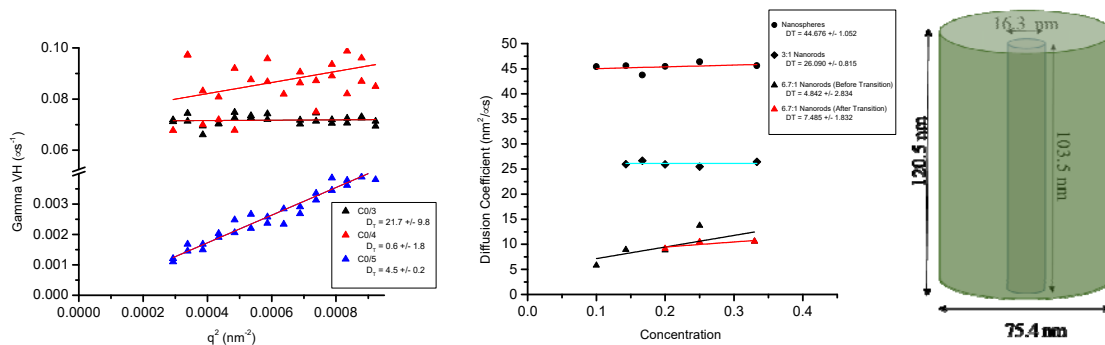 0.10
0.08
0.06
0.003
0.002
0.001
0.000
Gamma VH (αs-1)
0.0000 0.0002 0.0004 0.0006 0.0008 0.0010
q2 (nm-2)
C0/3
DT = 21.7 +/- 9.8
C0/4
DT = 0.6 +/- 1.8
C0/5
DT = 4.5 +/- 0.2
50
45
40
35
30
25
20
15
10
5
0
Diffusion Coefficient (nm2/αs)
0.0 0.1 0.2 0.3 0.4
Concentration
Nanospheres
DT = 44.676 +/- 1.052
3:1 Nanorods
DT = 26.090 +/- 0.815
6.7:1 Nanorods (Before Transition)
DT = 4.842 +/- 2.834
6.7:1 Nanorods (After Transition)
DT = 7.485 +/- 1.832
16.3 nm
120.5 nm
103.5 nm
75.4 nm